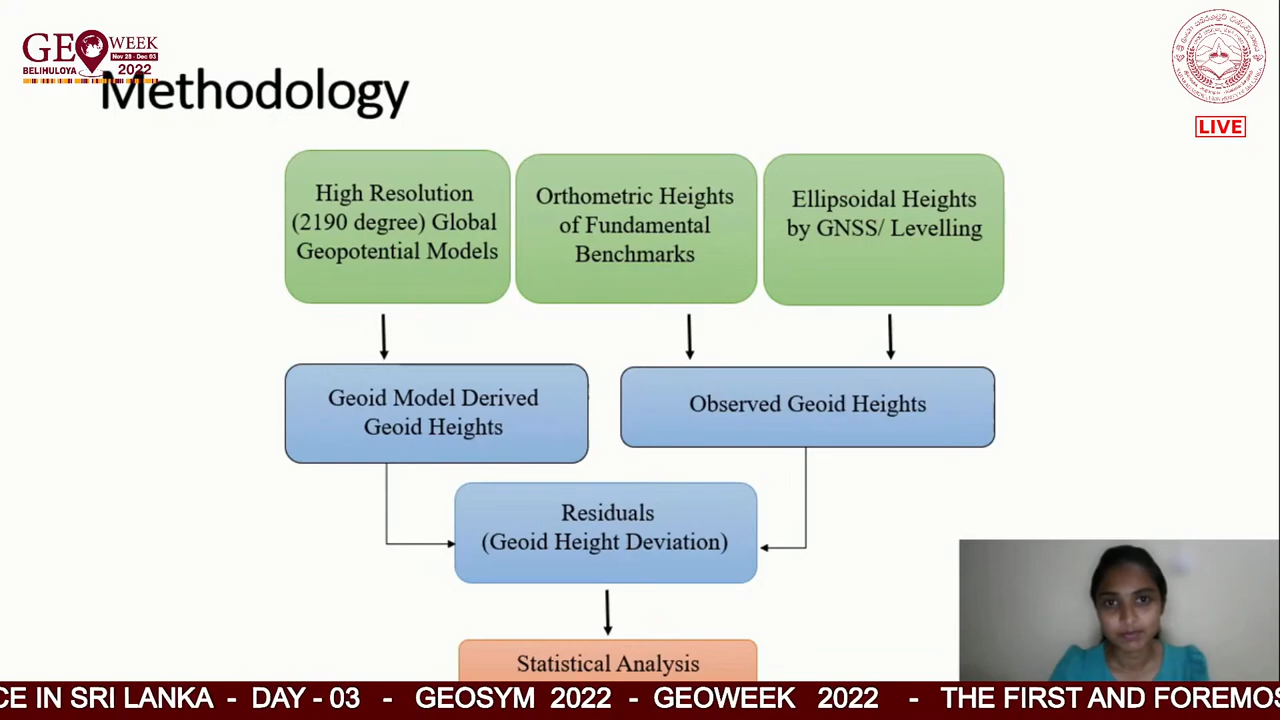 GEO WEEK
Nov 28 - Dec 03
BELIHULOYA 2022
LIVE
Methodology
High Resolution
(2190 degree) Global
Geopotential Models
Orthometric Heights
of Fundamental
Benchmarks
Ellipsoidal Heights
by GNSS/ Levelling
Geoid Model Derived
Geoid Heights
Observed Geoid Heights
Residuals
(Geoid Height Deviation)
Statistical Analysis
CE IN SRI LANKA - DAY - 03 - GEOSYM 2022 - GEOWEEK 2022 - THE FIRST AND FOREMOS